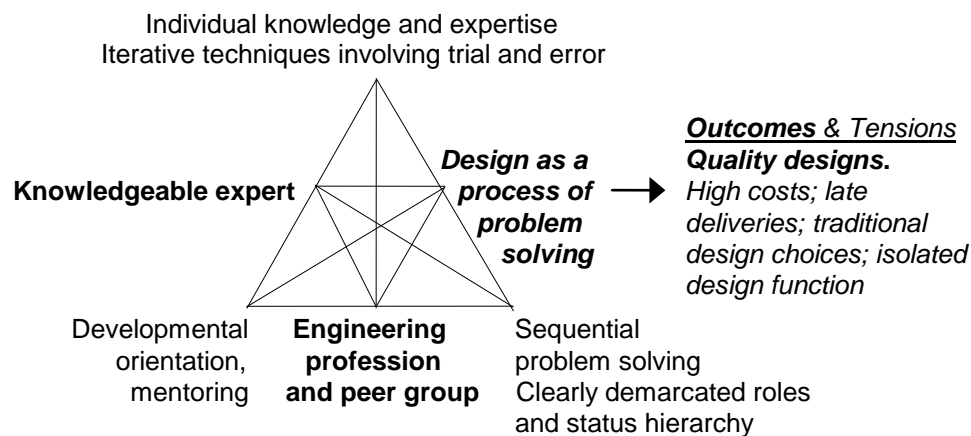 Individual knowledge and expertise
Iterative techniques involving trial and error
Knowledgeable expert
Design as a
process of
problem
solving
Outcomes & Tensions
Quality designs.
High costs; late
deliveries; traditional
design choices; isolated
design function
Developmental
orientation,
mentoring
Engineering
profession
and peer group
Sequential
problem solving
Clearly demarcated roles
and status hierarchy